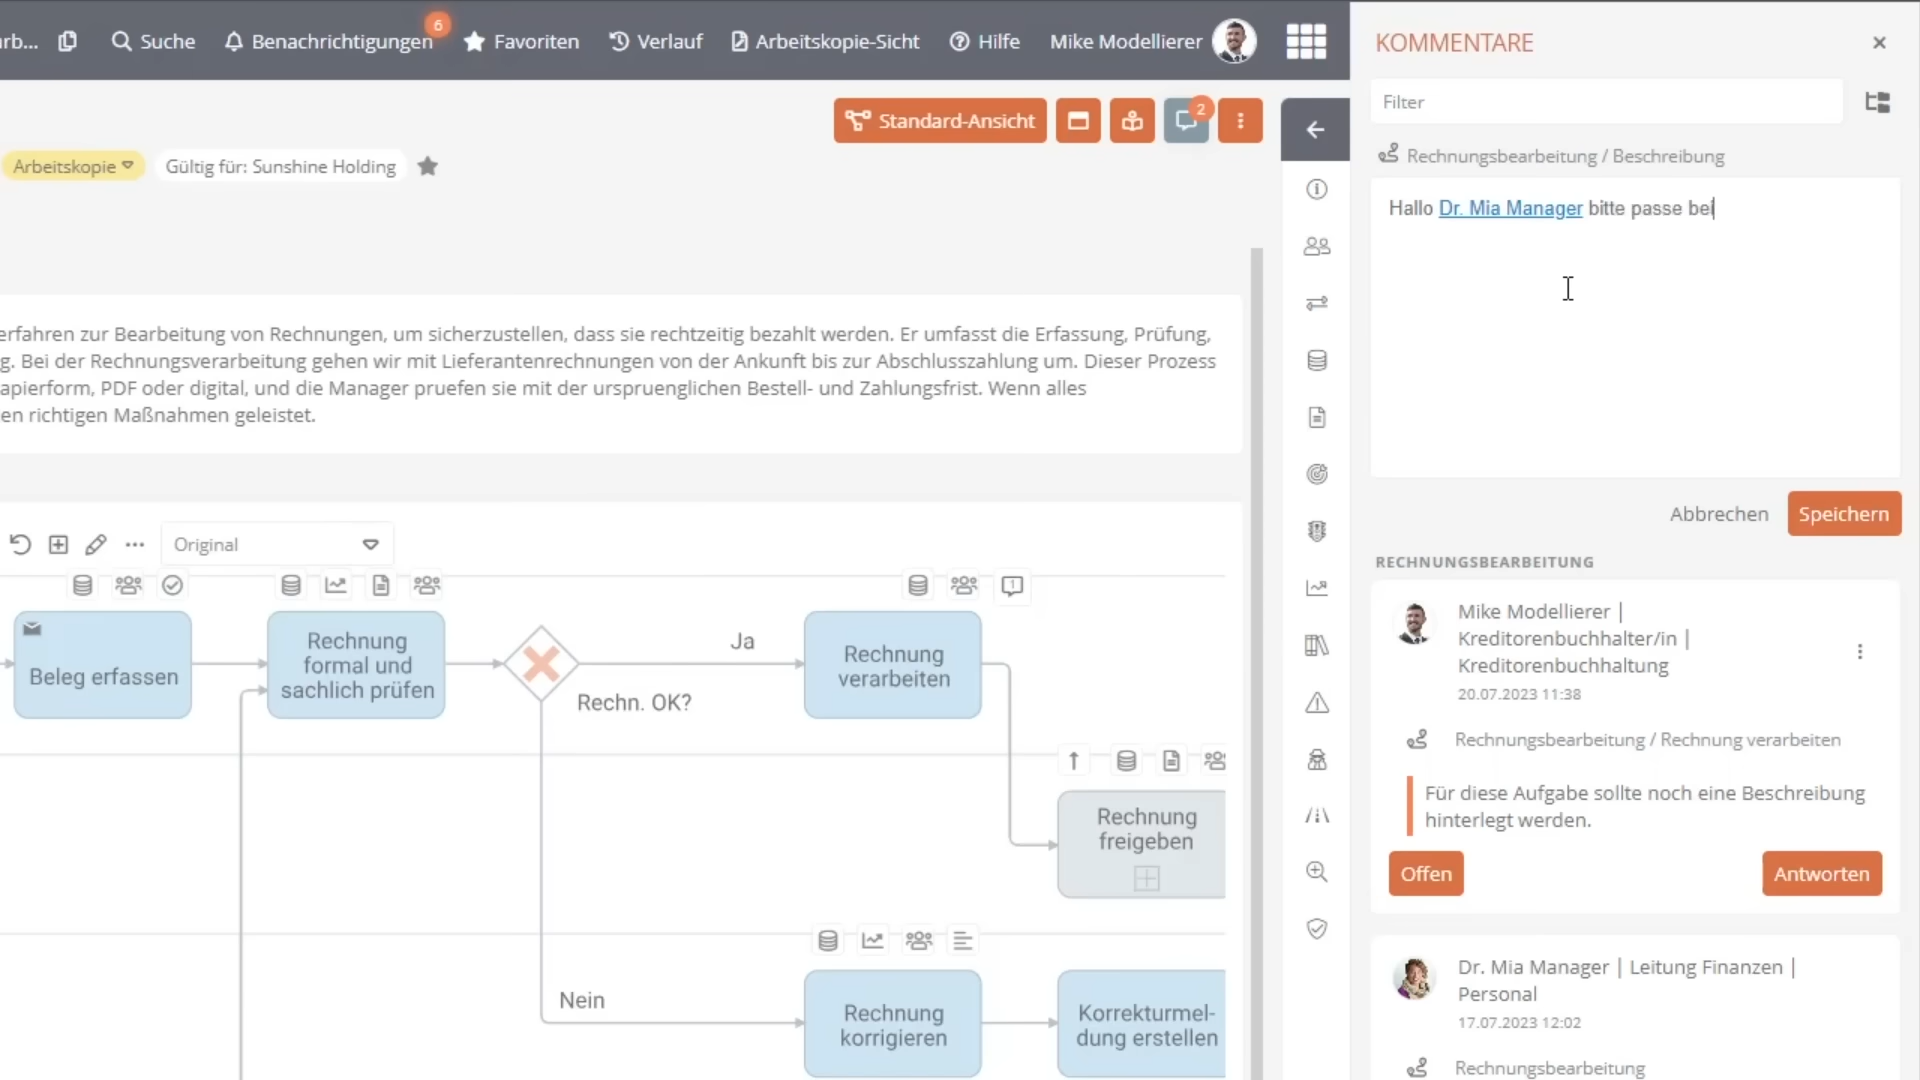 rb...
Suche
Benachrichtigungen
6
Favoriten
Verlauf
Arbeitskopie-Sicht
Hilfe
Mike Modellierer
Standard-Ansicht
2
Arbeitskopie
Gültig für: Sunshine Holding
erfahren zur Bearbeitung von Rechnungen, um sicherzustellen, dass sie rechtzeitig bezahlt werden. Er umfasst die Erfassung, Prüfung,
g. Bei der Rechnungsverarbeitung gehen wir mit Lieferantenrechnungen von der Ankunft bis zur Abschlusszahlung um. Dieser Prozess
apierform, PDF oder digital, und die Manager pruefen sie mit der urspruenglichen Bestell- und Zahlungsfrist. Wenn alles
en richtigen Maßnahmen geleistet.
Original
Beleg erfassen
Rechnung
formal und
sachlich prüfen
Rechn. OK?
Ja
1
Rechnung
verarbeiten
Rechnung
freigeben
Nein
Rechnung
korrigieren
Korrekturmel-
dung erstellen
KOMMENTARE
Filter
Rechnungsbearbeitung / Beschreibung
Hallo Dr. Mia Manager bitte passe bei
Abbrechen
Speichern
RECHNUNGSBEARBEITUNG
Mike Modellierer |
Kreditorenbuchhalter/in |
Kreditorenbuchhaltung
20.07.2023 11:38
Rechnungsbearbeitung / Rechnung verarbeiten
Für diese Aufgabe sollte noch eine Beschreibung
hinterlegt werden.
Offen
Antworten
Dr. Mia Manager | Leitung Finanzen |
Personal
17.07.2023 12:02
Rechnungsbearbeitung